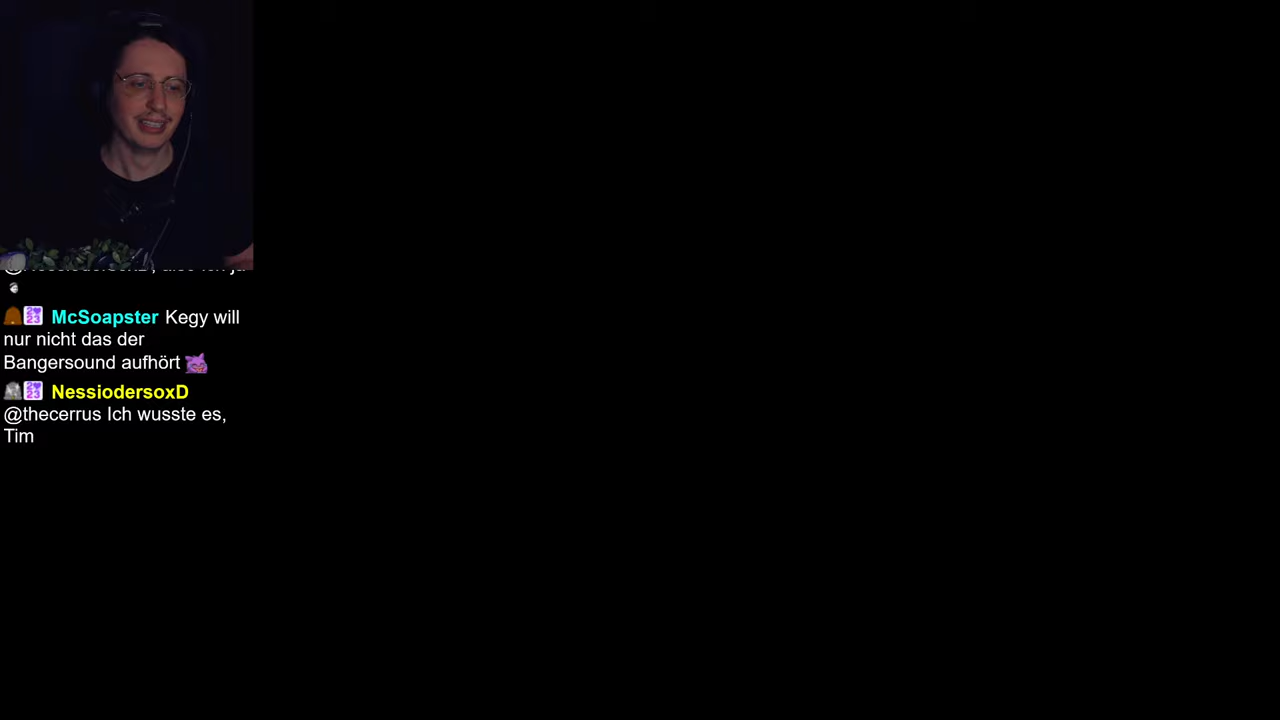 McSoapster Kegy will
nur nicht das der
Bangersound aufhört
NessiodersoxD
@thecerrus Ich wusste es,
Tim